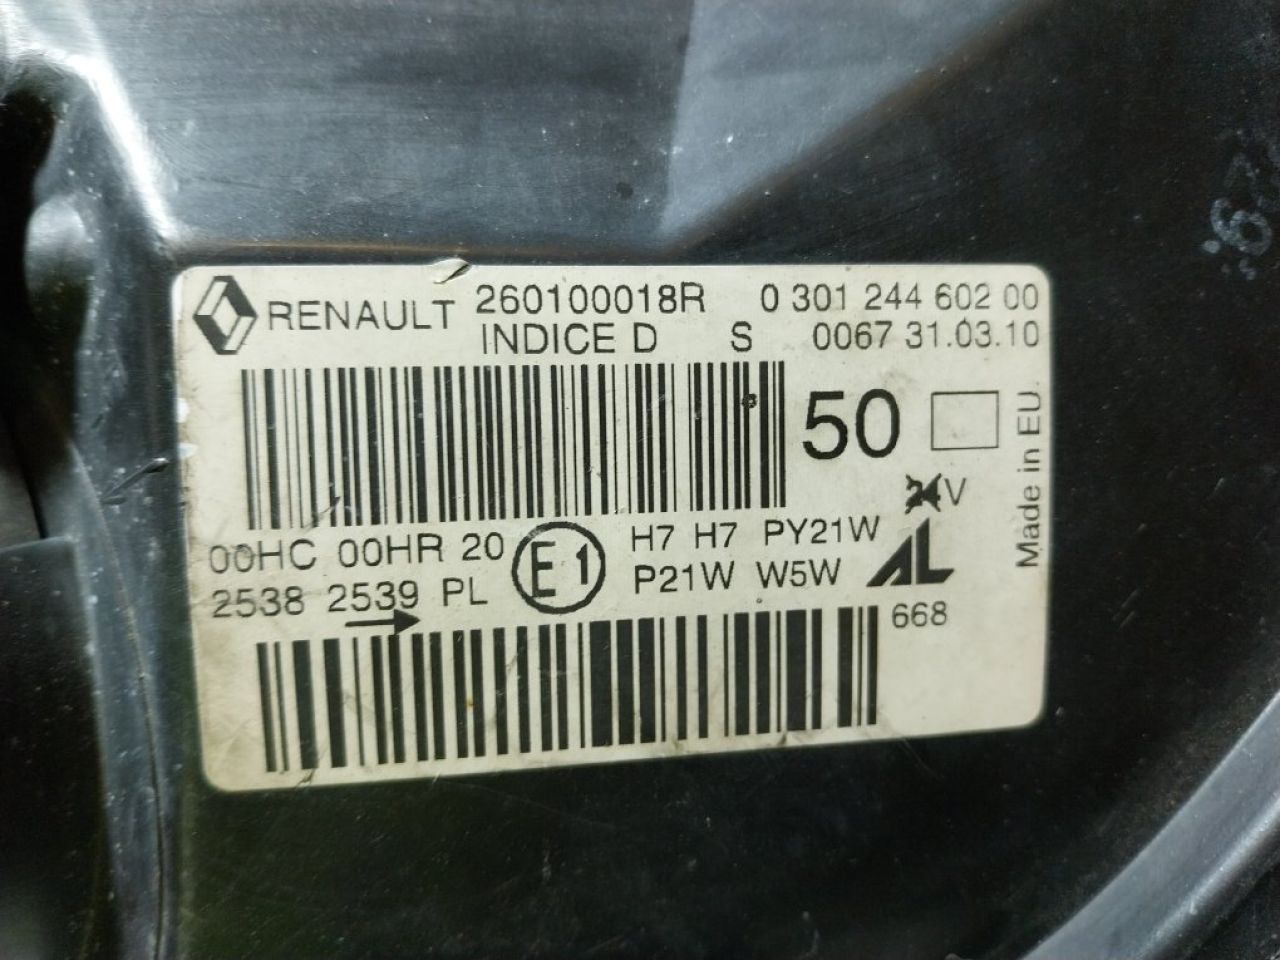 RENAULT 260100018R 0 301 244 602 00
INDICE D S 0067 31.03.10
50
Made in EU.
24V
00HC 00HR 20 E1 H7 H7 PY21W
2538 2539 PL P21W W5W AL
668